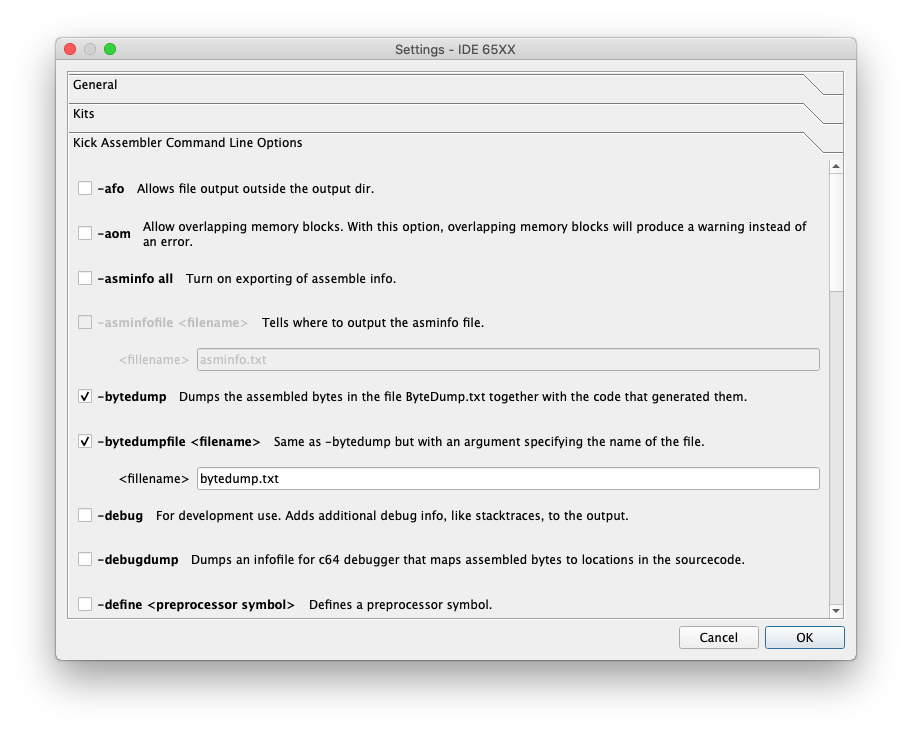 Settings - IDE 65XX
General
Kits
Kick Assembler Command Line Options
-afo Allows file output outside the output dir.
-aom Allow overlapping memory blocks. With this option, overlapping memory blocks will produce a warning instead of
an error.
-asminfo all Turn on exporting of assemble info.
-asminfofile <filename> Tells where to output the asminfo file.
<fillename> asminfo.txt
-bytedump Dumps the assembled bytes in the file ByteDump.txt together with the code that generated them.
-bytedumpfile <filename> Same as -bytedump but with an argument specifying the name of the file.
<fillename> bytedump.txt
-debug For development use. Adds additional debug info, like stacktraces, to the output.
-debugdump Dumps an infofile for c64 debugger that maps assembled bytes to locations in the sourcecode.
-define <preprocessor symbol> Defines a preprocessor symbol.
Cancel OK